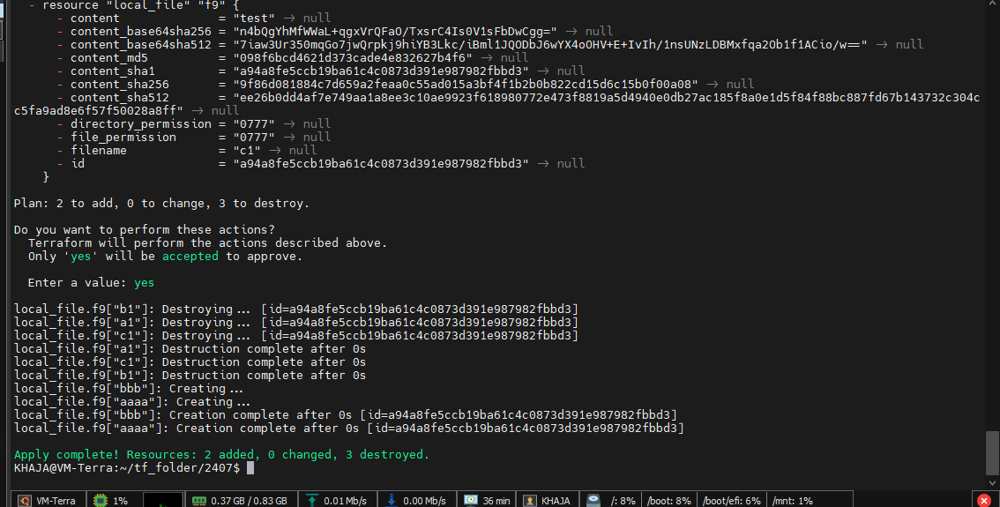 - resource "local_file" "f9" {
- content = "test" -> null
- content_base64sha256 = "n4bQgYhMfWWaL+qgxVrQFaO/TxsrC4Is0V1sFbDwCgg=" -> null
- content_base64sha512 = "7iaw3Ur350mqGo7jwQrpkj9hiYB3Lkc/iBml1JQODbJ6wYX4oOHV+E+IvIh/1nsUNzLDBMxfqa2Ob1f1ACio/w==" -> null
- content_md5 = "098f6bcd4621d373cade4e832627b4f6" -> null
- content_sha1 = "a94a8fe5ccb19ba61c4c0873d391e987982fbbd3" -> null
- content_sha256 = "9f86d081884c7d659a2feaa0c55ad015a3bf4f1b2b0b822cd15d6c15b0f00a08" -> null
- content_sha512 = "ee26b0dd4af7e749aa1a8ee3c10ae9923f618980772e473f8819a5d4940e0db27ac185f8a0e1d5f84f88bc887fd67b143732c304c
c5fa9ad8e6f57f50028a8ff" -> null
- directory_permission = "0777" -> null
- file_permission = "0777" -> null
- filename = "c1" -> null
- id = "a94a8fe5ccb19ba61c4c0873d391e987982fbbd3" -> null
}
Plan: 2 to add, 0 to change, 3 to destroy.
Do you want to perform these actions?
Terraform will perform the actions described above.
Only 'yes' will be accepted to approve.
Enter a value: yes
local_file.f9["b1"]: Destroying... [id=a94a8fe5ccb19ba61c4c0873d391e987982fbbd3]
local_file.f9["a1"]: Destroying... [id=a94a8fe5ccb19ba61c4c0873d391e987982fbbd3]
local_file.f9["c1"]: Destroying... [id=a94a8fe5ccb19ba61c4c0873d391e987982fbbd3]
local_file.f9["a1"]: Destruction complete after 0s
local_file.f9["c1"]: Destruction complete after 0s
local_file.f9["b1"]: Destruction complete after 0s
local_file.f9["bbb"]: Creating...
local_file.f9["aaaa"]: Creating...
local_file.f9["bbb"]: Creation complete after 0s [id=a94a8fe5ccb19ba61c4c0873d391e987982fbbd3]
local_file.f9["aaaa"]: Creation complete after 0s [id=a94a8fe5ccb19ba61c4c0873d391e987982fbbd3]
Apply complete! Resources: 2 added, 0 changed, 3 destroyed.
KHAJA@VM-Terra:~/tf_folder/2407$
VM-Terra 1% 0.37 GB / 0.83 GB 0.01 Mb/s 0.00 Mb/s 36 min KHAJA /: 8% /boot: 8% /boot/efi: 6% /mnt: 1%